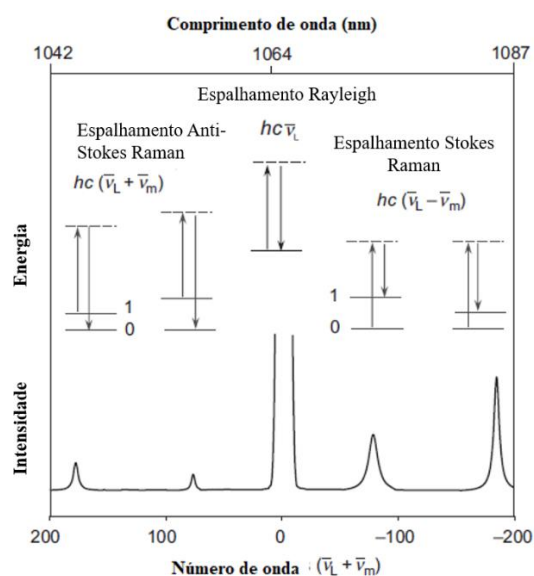 Comprimento de onda (nm)
1042 1064 1087
Espalhamento Rayleigh
Espalhamento Anti-
Stokes Raman
hc ν̅L
Espalhamento Stokes
Raman
hc (ν̅L + ν̅m)
hc (ν̅L − ν̅m)
Energia
1
0
1
0
Intensidade
200 100 0 −100 −200
Número de onda (ν̅L + ν̅m)